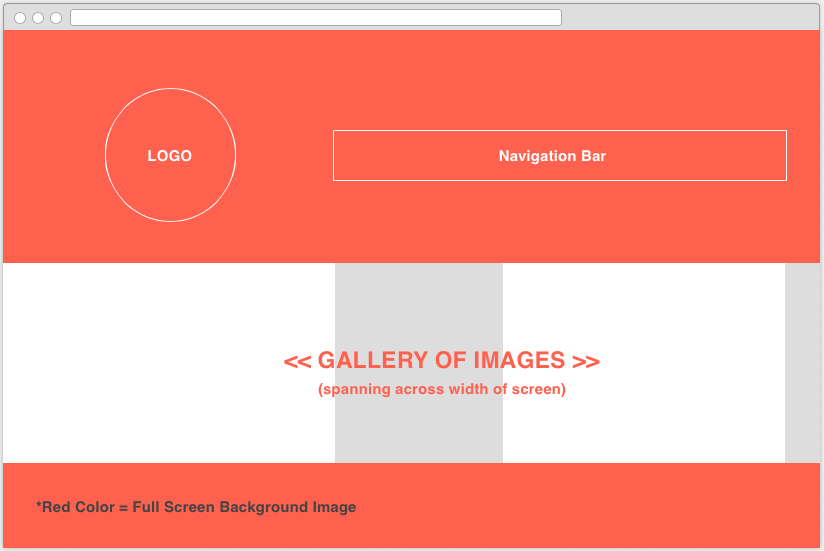 LOGO
Navigation Bar
<< GALLERY OF IMAGES >>
(spanning across width of screen)
*Red Color = Full Screen Background Image